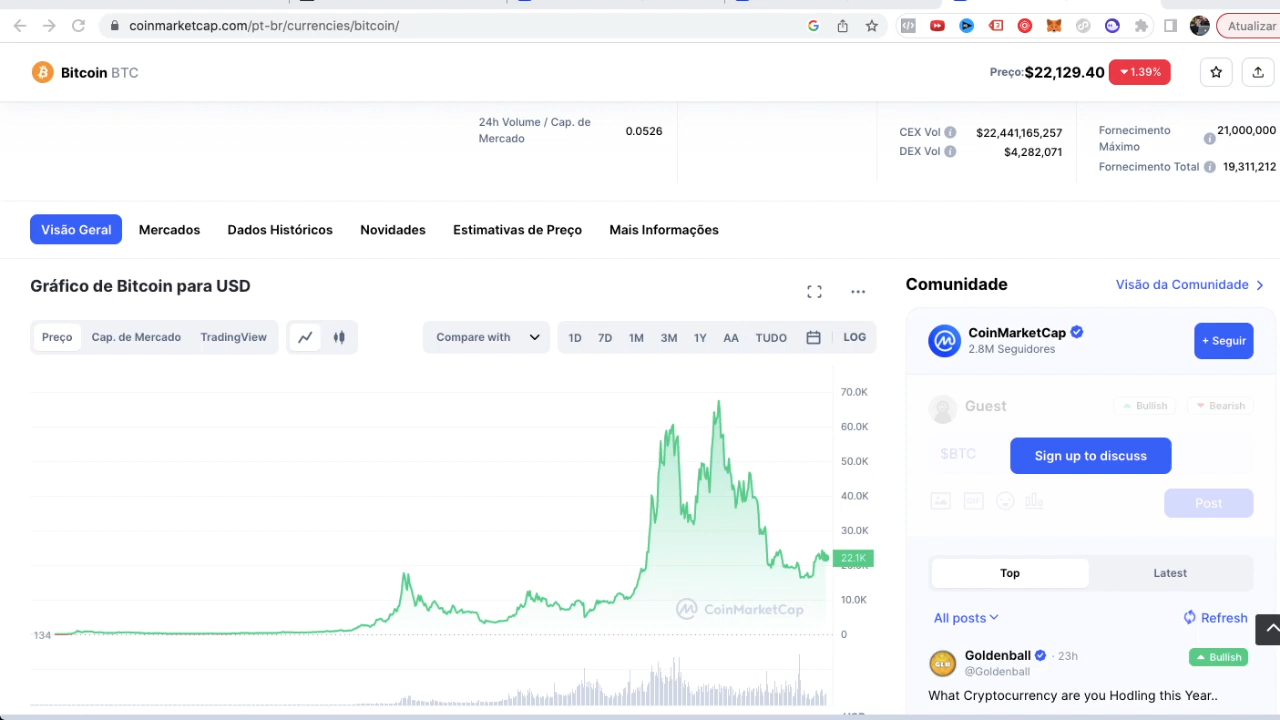 coinmarketcap.com/pt-br/currencies/bitcoin/
Atualizar
Bitcoin BTC
Preço:$22,129.40
1.39%
24h Volume / Cap. de
Mercado
0.0526
CEX Vol
$22,441,165,257
DEX Vol
$4,282,071
Fornecimento
Máximo
21,000,000
Fornecimento Total
19,311,212
Visão Geral
Mercados
Dados Históricos
Novidades
Estimativas de Preço
Mais Informações
Gráfico de Bitcoin para USD
Preço
Cap. de Mercado
TradingView
Compare with
1D
7D
1M
3M
1Y
AA
TUDO
LOG
70.0K
60.0K
50.0K
40.0K
30.0K
22.1K
20.0K
10.0K
0
134
CoinMarketCap
Comunidade
Visão da Comunidade
CoinMarketCap
2.8M Seguidores
+ Seguir
Guest
Bullish
Bearish
$BTC
Sign up to discuss
GIF
Post
Top
Latest
All posts
Refresh
Goldenball · 23h
@Goldenball
Bullish
What Cryptocurrency are you Hodling this Year..